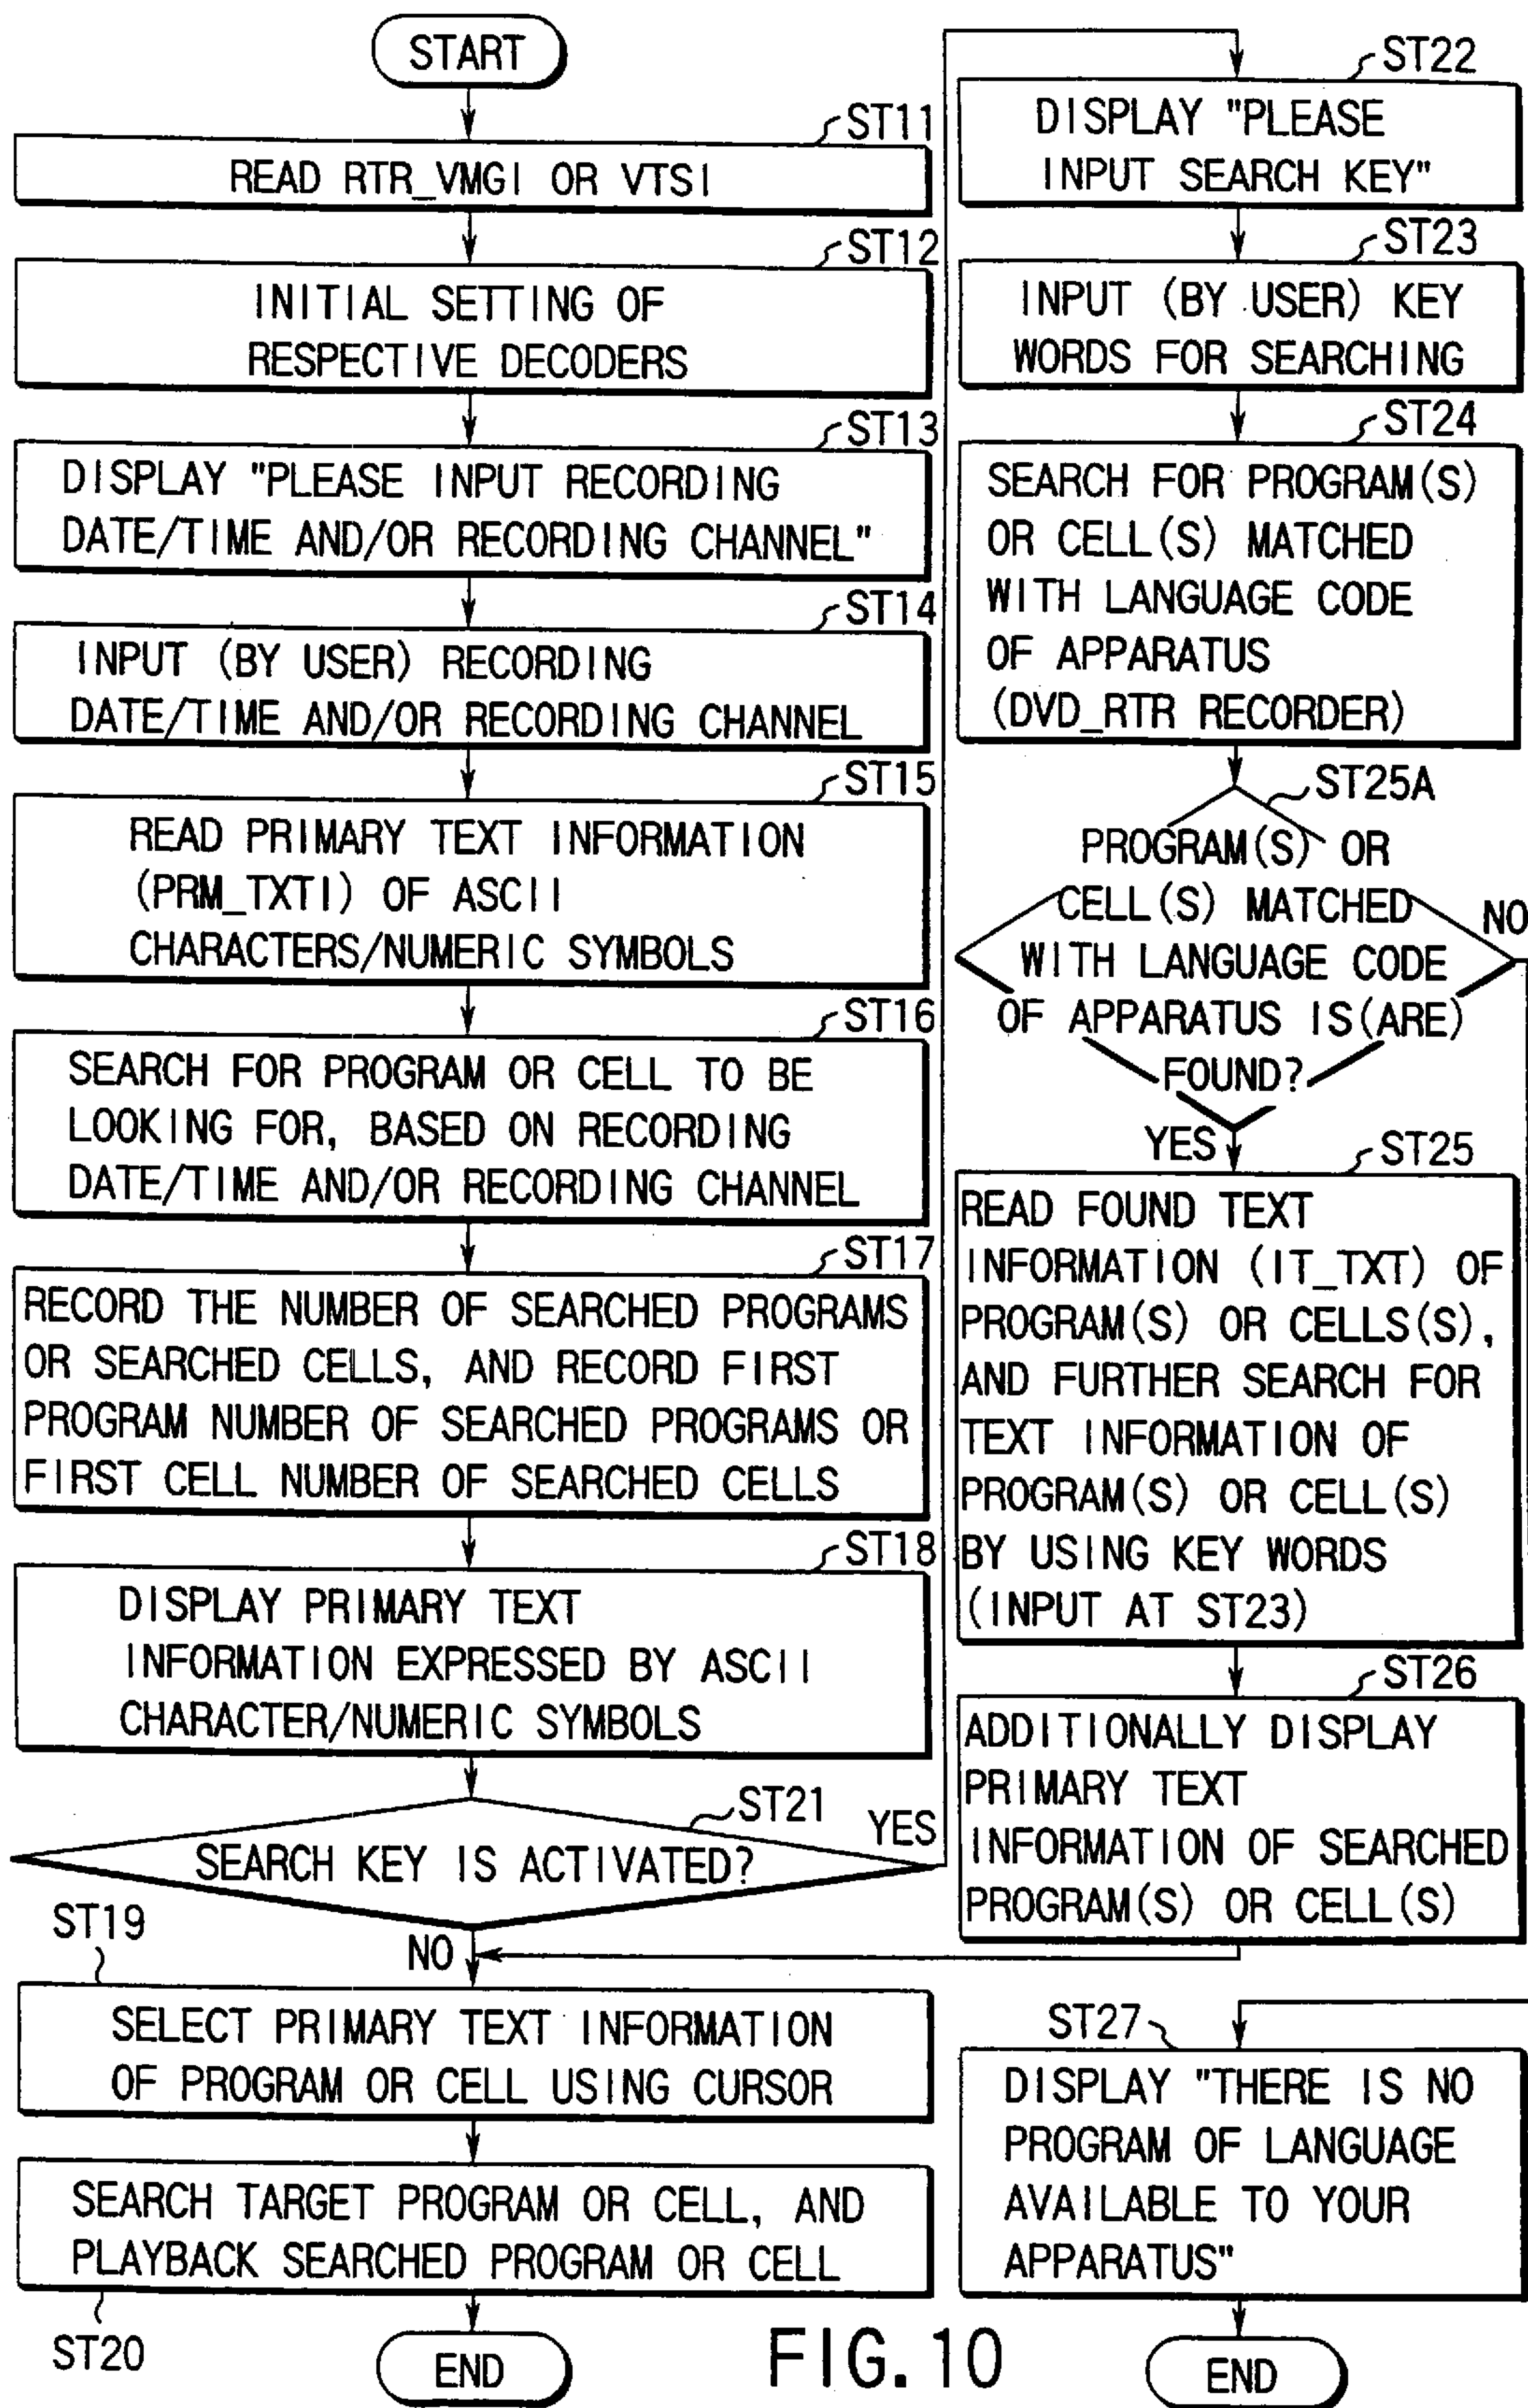 START
ST11
READ RTR_VMGI OR VTSI
ST12
INITIAL SETTING OF
RESPECTIVE DECODERS
ST13
DISPLAY "PLEASE INPUT RECORDING
DATE/TIME AND/OR RECORDING CHANNEL"
ST14
INPUT (BY USER) RECORDING
DATE/TIME AND/OR RECORDING CHANNEL
ST15
READ PRIMARY TEXT INFORMATION
(PRM_TXTI) OF ASCII
CHARACTERS/NUMERIC SYMBOLS
ST16
SEARCH FOR PROGRAM OR CELL TO BE
LOOKING FOR, BASED ON RECORDING
DATE/TIME AND/OR RECORDING CHANNEL
ST17
RECORD THE NUMBER OF SEARCHED PROGRAMS
OR SEARCHED CELLS, AND RECORD FIRST
PROGRAM NUMBER OF SEARCHED PROGRAMS OR
FIRST CELL NUMBER OF SEARCHED CELLS
ST18
DISPLAY PRIMARY TEXT
INFORMATION EXPRESSED BY ASCII
CHARACTER/NUMERIC SYMBOLS
ST21
YES
SEARCH KEY IS ACTIVATED?
ST19
NO
SELECT PRIMARY TEXT INFORMATION
OF PROGRAM OR CELL USING CURSOR
SEARCH TARGET PROGRAM OR CELL, AND
PLAYBACK SEARCHED PROGRAM OR CELL
ST20
END
ST22
DISPLAY "PLEASE
INPUT SEARCH KEY"
ST23
INPUT (BY USER) KEY
WORDS FOR SEARCHING
ST24
SEARCH FOR PROGRAM(S)
OR CELL(S) MATCHED
WITH LANGUAGE CODE
OF APPARATUS
(DVD_RTR RECORDER)
ST25A
PROGRAM(S) OR
CELL(S) MATCHED
NO
WITH LANGUAGE CODE
OF APPARATUS IS(ARE)
FOUND?
YES
ST25
READ FOUND TEXT
INFORMATION (IT_TXT) OF
PROGRAM(S) OR CELLS(S),
AND FURTHER SEARCH FOR
TEXT INFORMATION OF
PROGRAM(S) OR CELL(S)
BY USING KEY WORDS
(INPUT AT ST23)
ST26
ADDITIONALLY DISPLAY
PRIMARY TEXT
INFORMATION OF SEARCHED
PROGRAM(S) OR CELL(S)
ST27
DISPLAY "THERE IS NO
PROGRAM OF LANGUAGE
AVAILABLE TO YOUR
APPARATUS"
END
FIG. 10